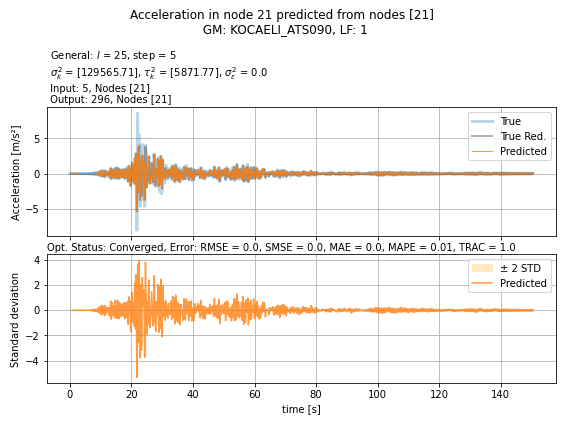 Acceleration in node 21 predicted from nodes [21]
GM: KOCAELI_ATS090, LF: 1
General: l = 25, step = 5
σ²ₖ = [129565.71], τ²ₖ = [5871.77], σ²ε = 0.0
Input: 5, Nodes [21]
Output: 296, Nodes [21]
Acceleration [m/s²]
5
0
−5
True
True Red.
Predicted
Opt. Status: Converged, Error: RMSE = 0.0, SMSE = 0.0, MAE = 0.0, MAPE = 0.01, TRAC = 1.0
Standard deviation
4
2
0
−2
−4
± 2 STD
Predicted
0 20 40 60 80 100 120 140
time [s]